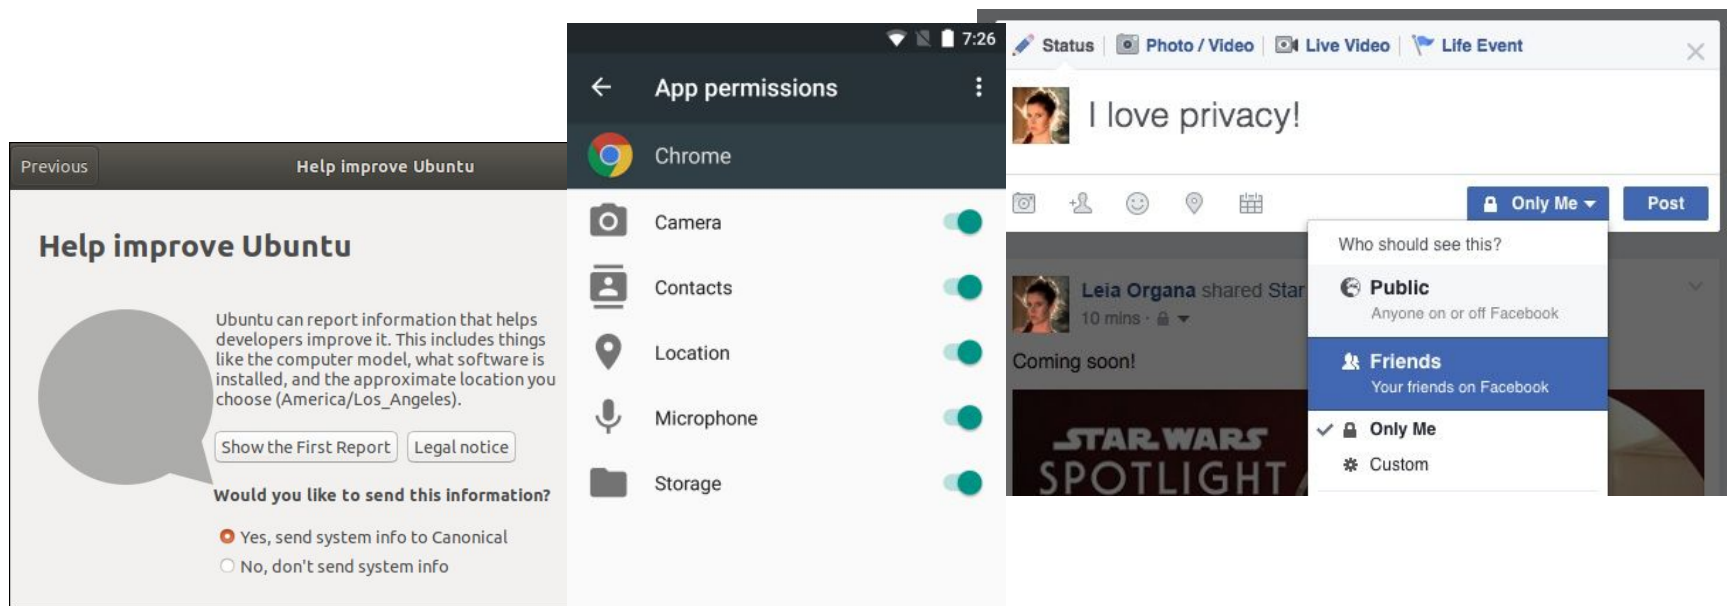 Previous
Help improve Ubuntu
Help improve Ubuntu
Ubuntu can report information that helps
developers improve it. This includes things
like the computer model, what software is
installed, and the approximate location you
choose (America/Los_Angeles).
Show the First Report
Legal notice
Would you like to send this information?
Yes, send system info to Canonical
No, don't send system info
7:26
App permissions
Chrome
Camera
Contacts
Location
Microphone
Storage
Status
Photo / Video
Live Video
Life Event
I love privacy!
Only Me
Post
Who should see this?
Public
Anyone on or off Facebook
Friends
Your friends on Facebook
Only Me
Custom
Leia Organa shared Star
10 mins ·
Coming soon!
STAR WARS
SPOTLIGHT